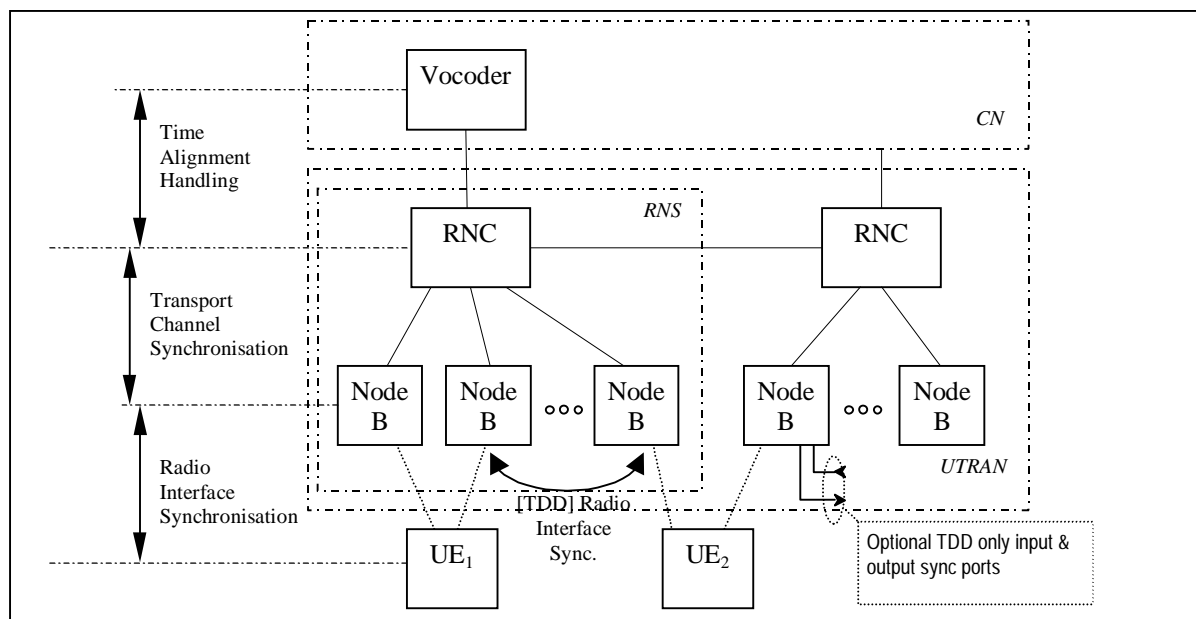 Vocoder
CN
Time
Alignment
Handling
RNS
RNC
RNC
Transport
Channel
Synchronisation
Node
B
Node
B
Node
B
Node
B
Node
B
Radio
Interface
Synchronisation
UTRAN
[TDD] Radio
Interface
Sync.
UE1
UE2
Optional TDD only input &
output sync ports